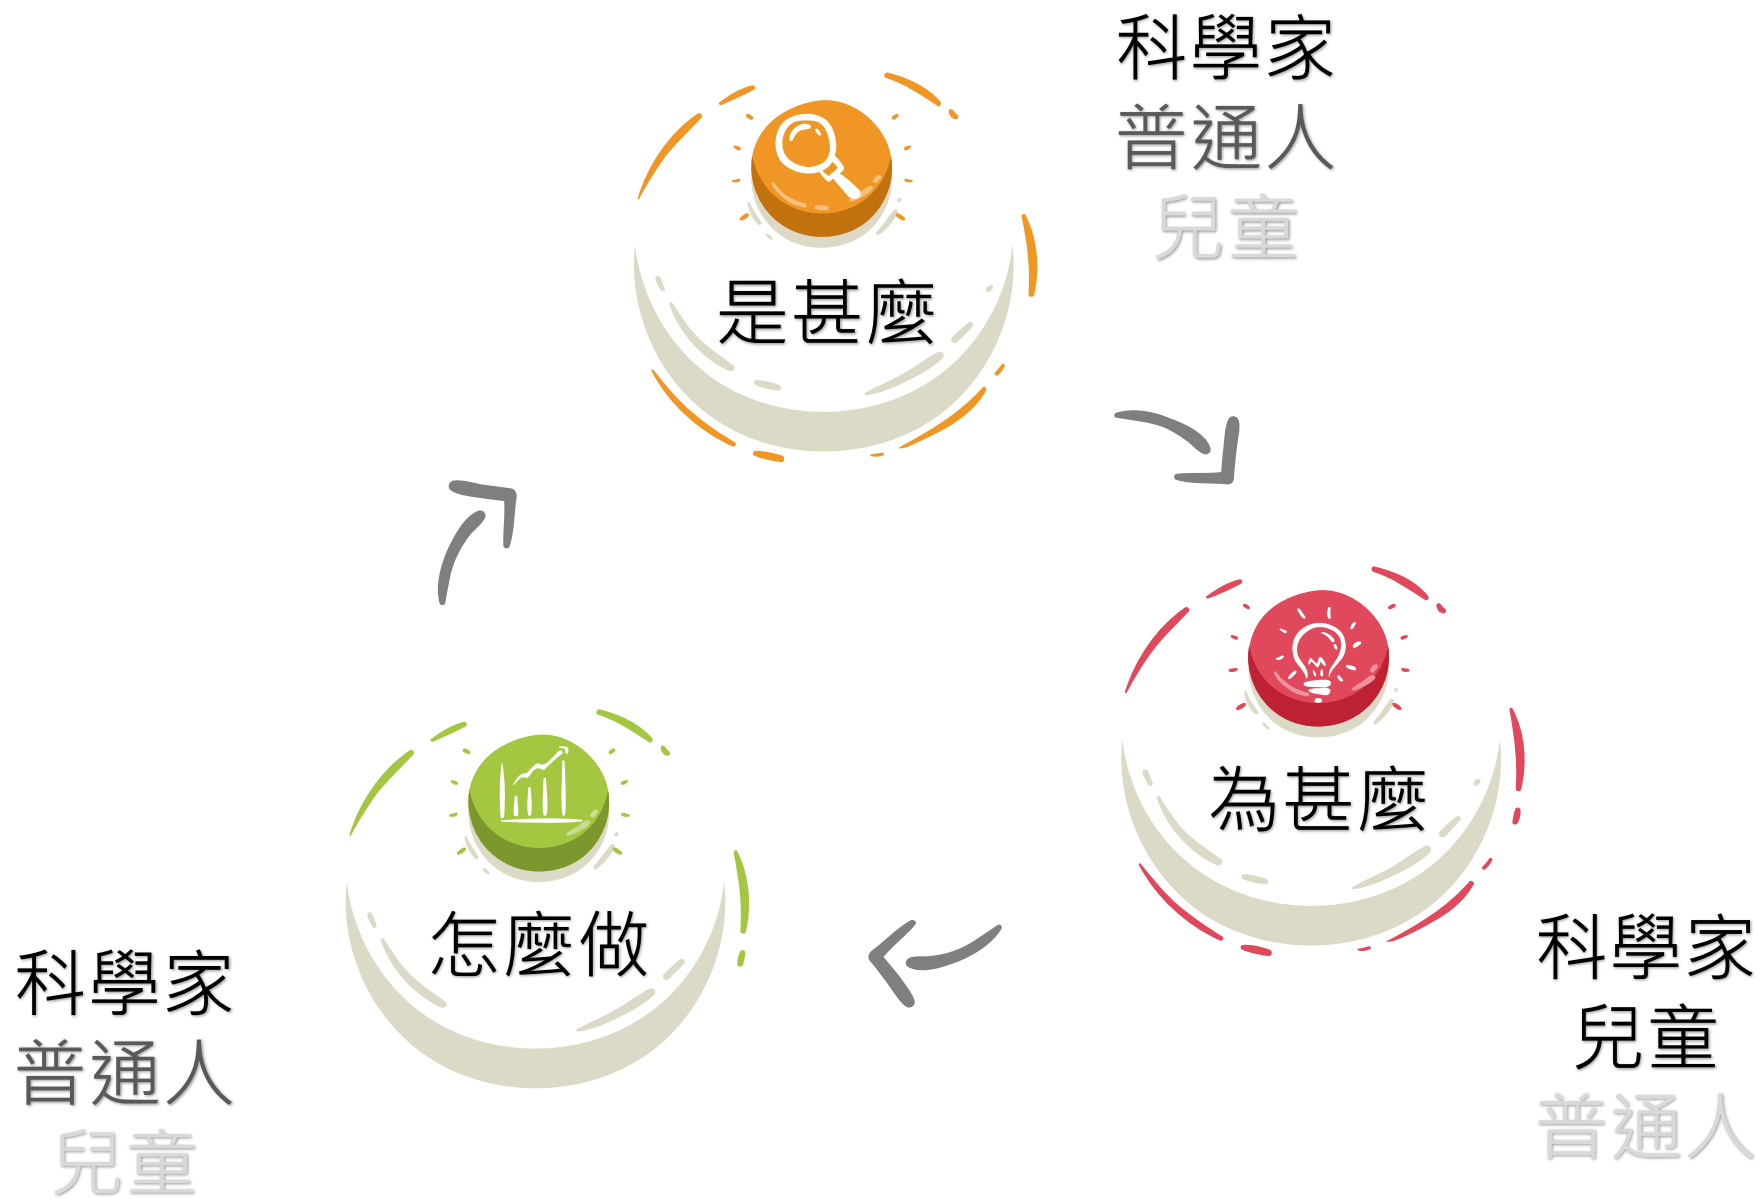 科學家
普通人
兒童
是甚麼
為甚麼
科學家
兒童
普通人
怎麼做
科學家
普通人
兒童